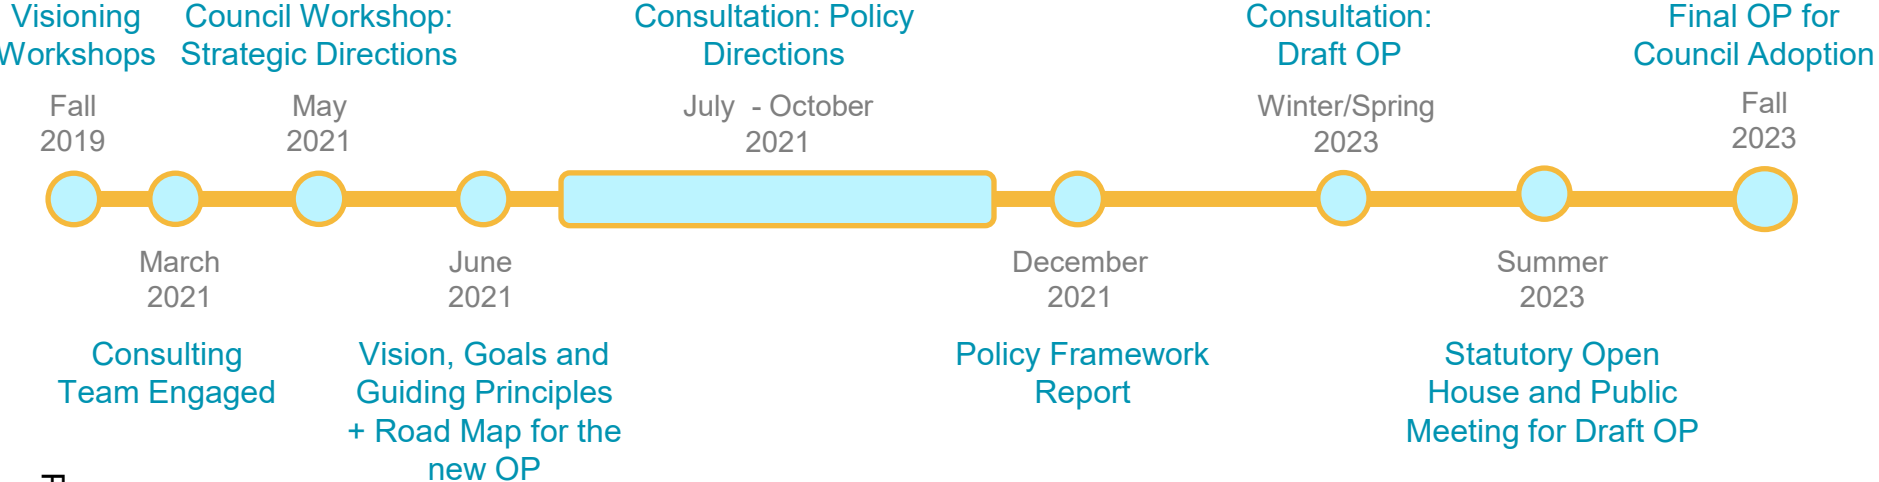 Visioning
Workshops
Fall
2019
Council Workshop:
Strategic Directions
May
2021
Consultation: Policy
Directions
July - October
2021
Consultation:
Draft OP
Winter/Spring
2023
Final OP for
Council Adoption
Fall
2023
March
2021
Consulting
Team Engaged
June
2021
Vision, Goals and
Guiding Principles
+ Road Map for the
new OP
December
2021
Policy Framework
Report
Summer
2023
Statutory Open
House and Public
Meeting for Draft OP